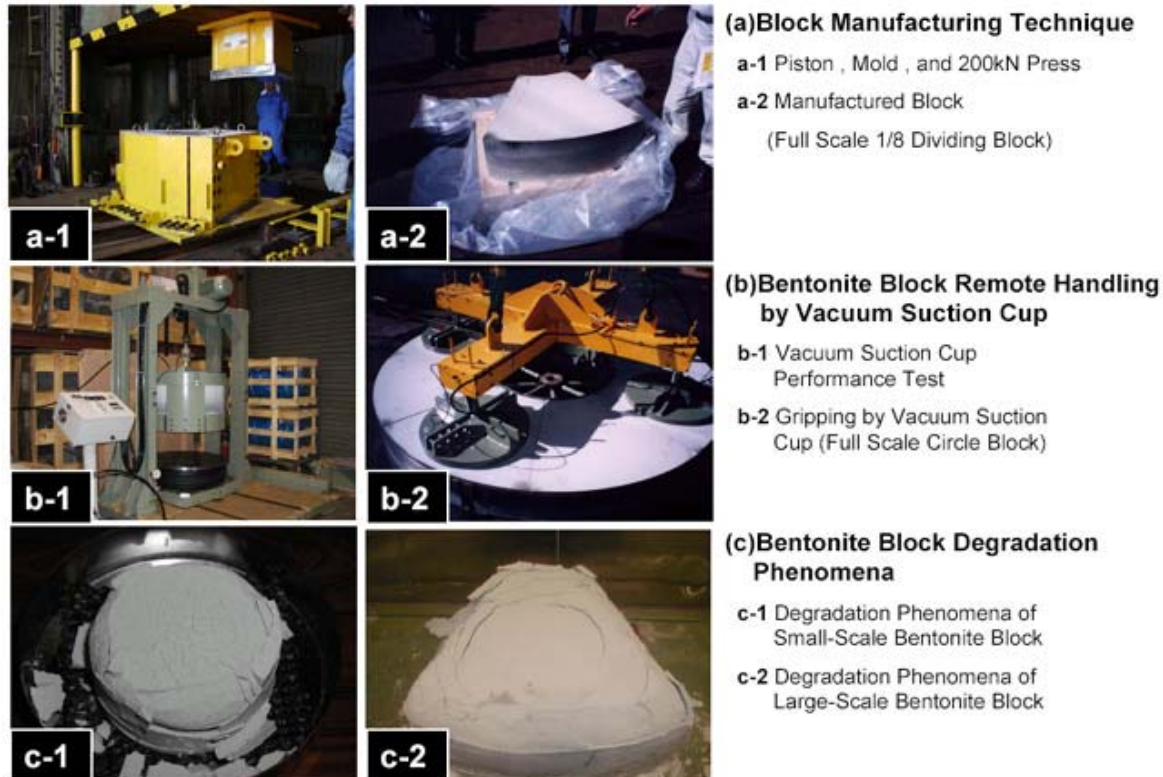 a-1
a-2
(a)Block Manufacturing Technique
a-1 Piston , Mold , and 200kN Press
a-2 Manufactured Block
(Full Scale 1/8 Dividing Block)
b-1
b-2
(b)Bentonite Block Remote Handling
by Vacuum Suction Cup
b-1 Vacuum Suction Cup
Performance Test
b-2 Gripping by Vacuum Suction
Cup (Full Scale Circle Block)
c-1
c-2
(c)Bentonite Block Degradation
Phenomena
c-1 Degradation Phenomena of
Small-Scale Bentonite Block
c-2 Degradation Phenomena of
Large-Scale Bentonite Block